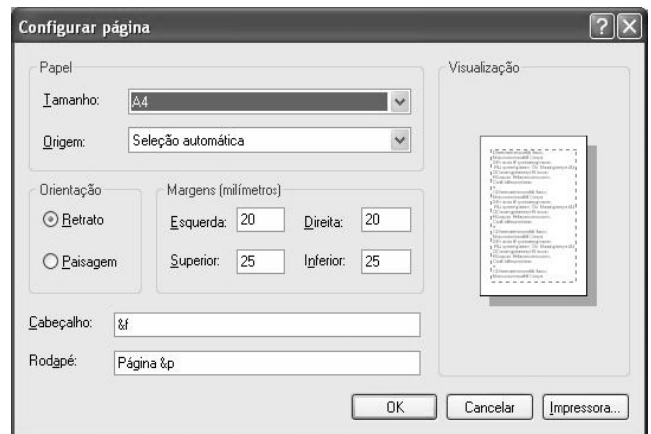 Configurar página
Papel
Tamanho: A4
Origem: Seleção automática
Visualização
Orientação
Retrato
Paisagem
Margens (milímetros)
Esquerda: 20 Direita: 20
Superior: 25 Inferior: 25
Cabeçalho: &f
Rodapé: Página &p
OK Cancelar Impressora...